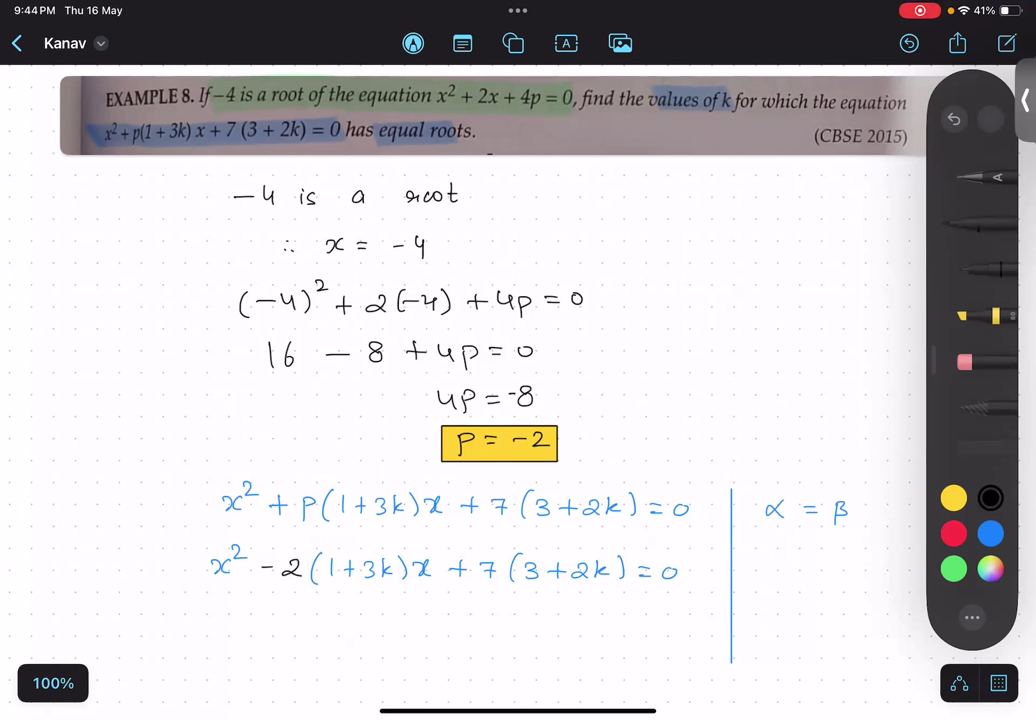 9:44 PM Thu 16 May
41%
Kanav
A
EXAMPLE 8. If –4 is a root of the equation x² + 2x + 4p = 0, find the values of k for which the equation
x² + p(1 + 3k) x + 7 (3 + 2k) = 0 has equal roots.
(CBSE 2015)
–4 is a root
∴ x = –4
(–4)² + 2(–4) + 4p = 0
16 – 8 + 4p = 0
4p = -8
p = –2
x² + p(1+3k)x + 7(3+2k) = 0
α = β
x² - 2(1+3k)x + 7(3+2k) = 0
100%